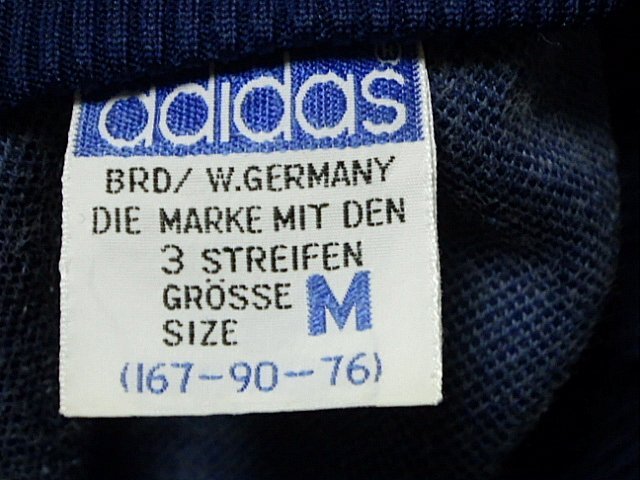 adidas
BRD/ W.GERMANY
DIE MARKE MIT DEN
3 STREIFEN
GRÖSSE M
SIZE
(167-90-76)